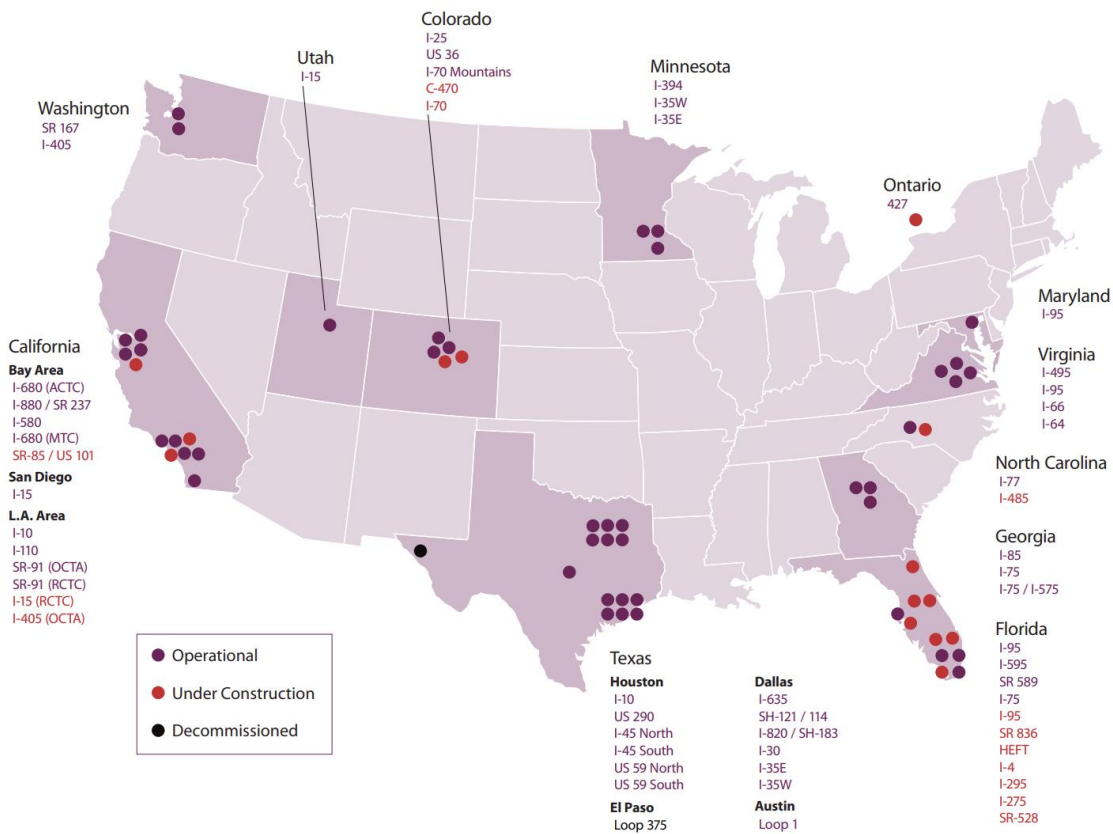 Colorado
I-25
US 36
I-70 Mountains
C-470
I-70
Utah
I-15
Minnesota
I-394
I-35W
I-35E
Washington
SR 167
I-405
Ontario
427
Maryland
I-95
Virginia
I-495
I-95
I-66
I-64
California
Bay Area
I-680 (ACTC)
I-880 / SR 237
I-580
I-680 (MTC)
SR-85 / US 101
San Diego
I-15
L.A. Area
I-10
I-110
SR-91 (OCTA)
SR-91 (RCTC)
I-15 (RCTC)
I-405 (OCTA)
North Carolina
I-77
I-485
Georgia
I-85
I-75
I-75 / I-575
Florida
I-95
I-595
SR 589
I-75
I-95
SR 836
HEFT
I-4
I-295
I-275
SR-528
Operational
Under Construction
Decommissioned
Texas
Houston
I-10
US 290
I-45 North
I-45 South
US 59 North
US 59 South
El Paso
Loop 375
Dallas
I-635
SH-121 / 114
I-820 / SH-183
I-30
I-35E
I-35W
Austin
Loop 1